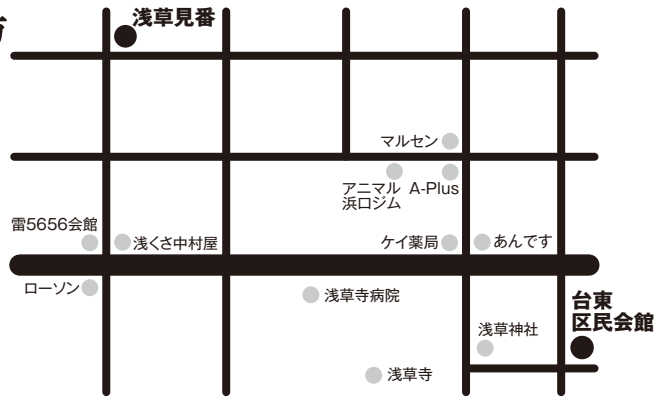 浅草見番
マルセン
アニマル
浜口ジム
A-Plus
雷5656会館
浅くさ中村屋
ケイ薬局
あんです
ローソン
浅草寺病院
台東
区民会館
浅草神社
浅草寺